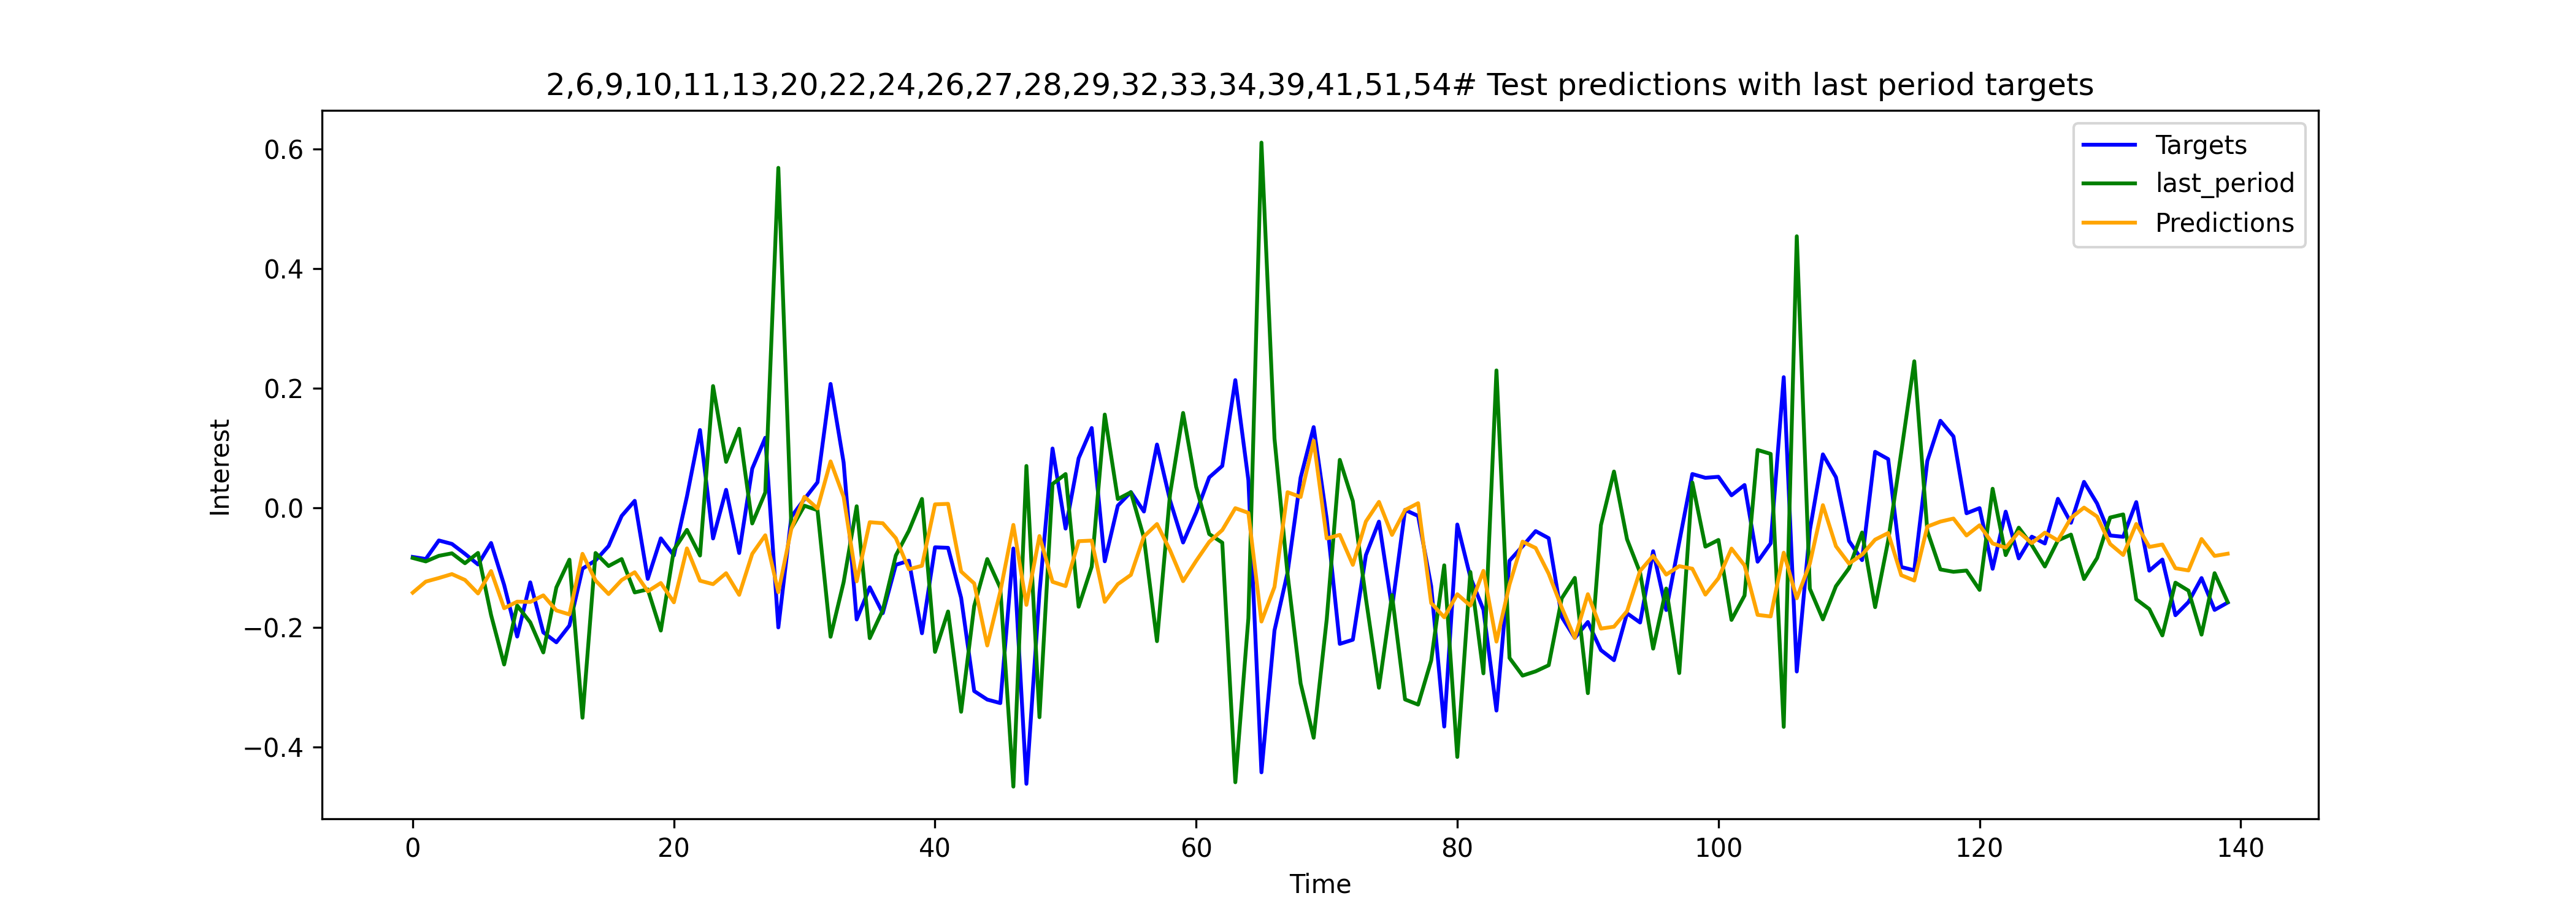 2,6,9,10,11,13,20,22,24,26,27,28,29,32,33,34,39,41,51,54# Test predictions with last period targets
Targets
last_period
Predictions
0.6
0.4
0.2
0.0
−0.2
−0.4
Interest
0 20 40 60 80 100 120 140
Time